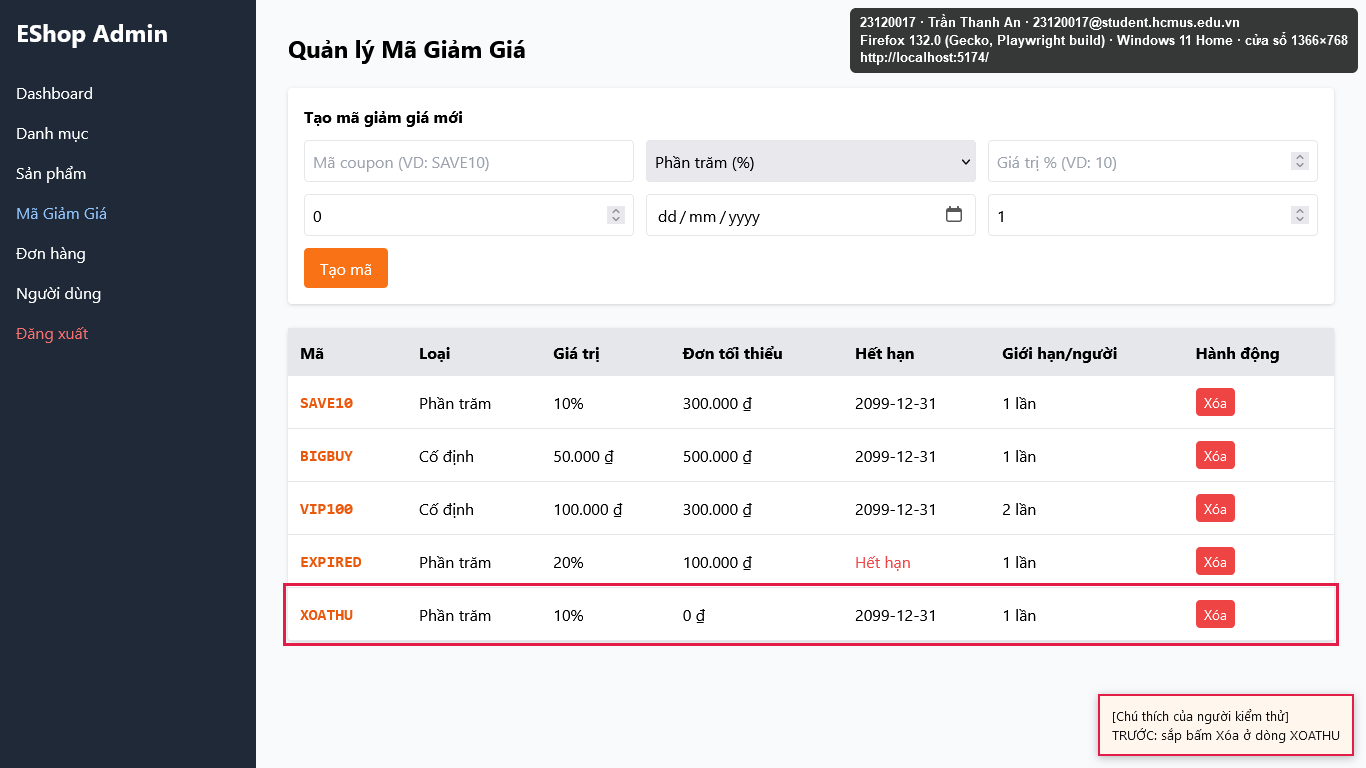 EShop Admin
Dashboard
Danh mục
Sản phẩm
Mã Giảm Giá
Đơn hàng
Người dùng
Đăng xuất
23120017 · Trần Thanh An · 23120017@student.hcmus.edu.vn
Firefox 132.0 (Gecko, Playwright build) · Windows 11 Home · cửa sổ 1366×768
http://localhost:5174/
Quản lý Mã Giảm Giá
Tạo mã giảm giá mới
Mã coupon (VD: SAVE10) Phần trăm (%) Giá trị % (VD: 10)
0 dd / mm / yyyy 1
Tạo mã
Mã Loại Giá trị Đơn tối thiểu Hết hạn Giới hạn/người Hành động
SAVE10 Phần trăm 10% 300.000 ₫ 2099-12-31 1 lần Xóa
BIGBUY Cố định 50.000 ₫ 500.000 ₫ 2099-12-31 1 lần Xóa
VIP100 Cố định 100.000 ₫ 300.000 ₫ 2099-12-31 2 lần Xóa
EXPIRED Phần trăm 20% 100.000 ₫ Hết hạn 1 lần Xóa
XOATHU Phần trăm 10% 0 ₫ 2099-12-31 1 lần Xóa
[Chú thích của người kiểm thử]
TRƯỚC: sắp bấm Xóa ở dòng XOATHU